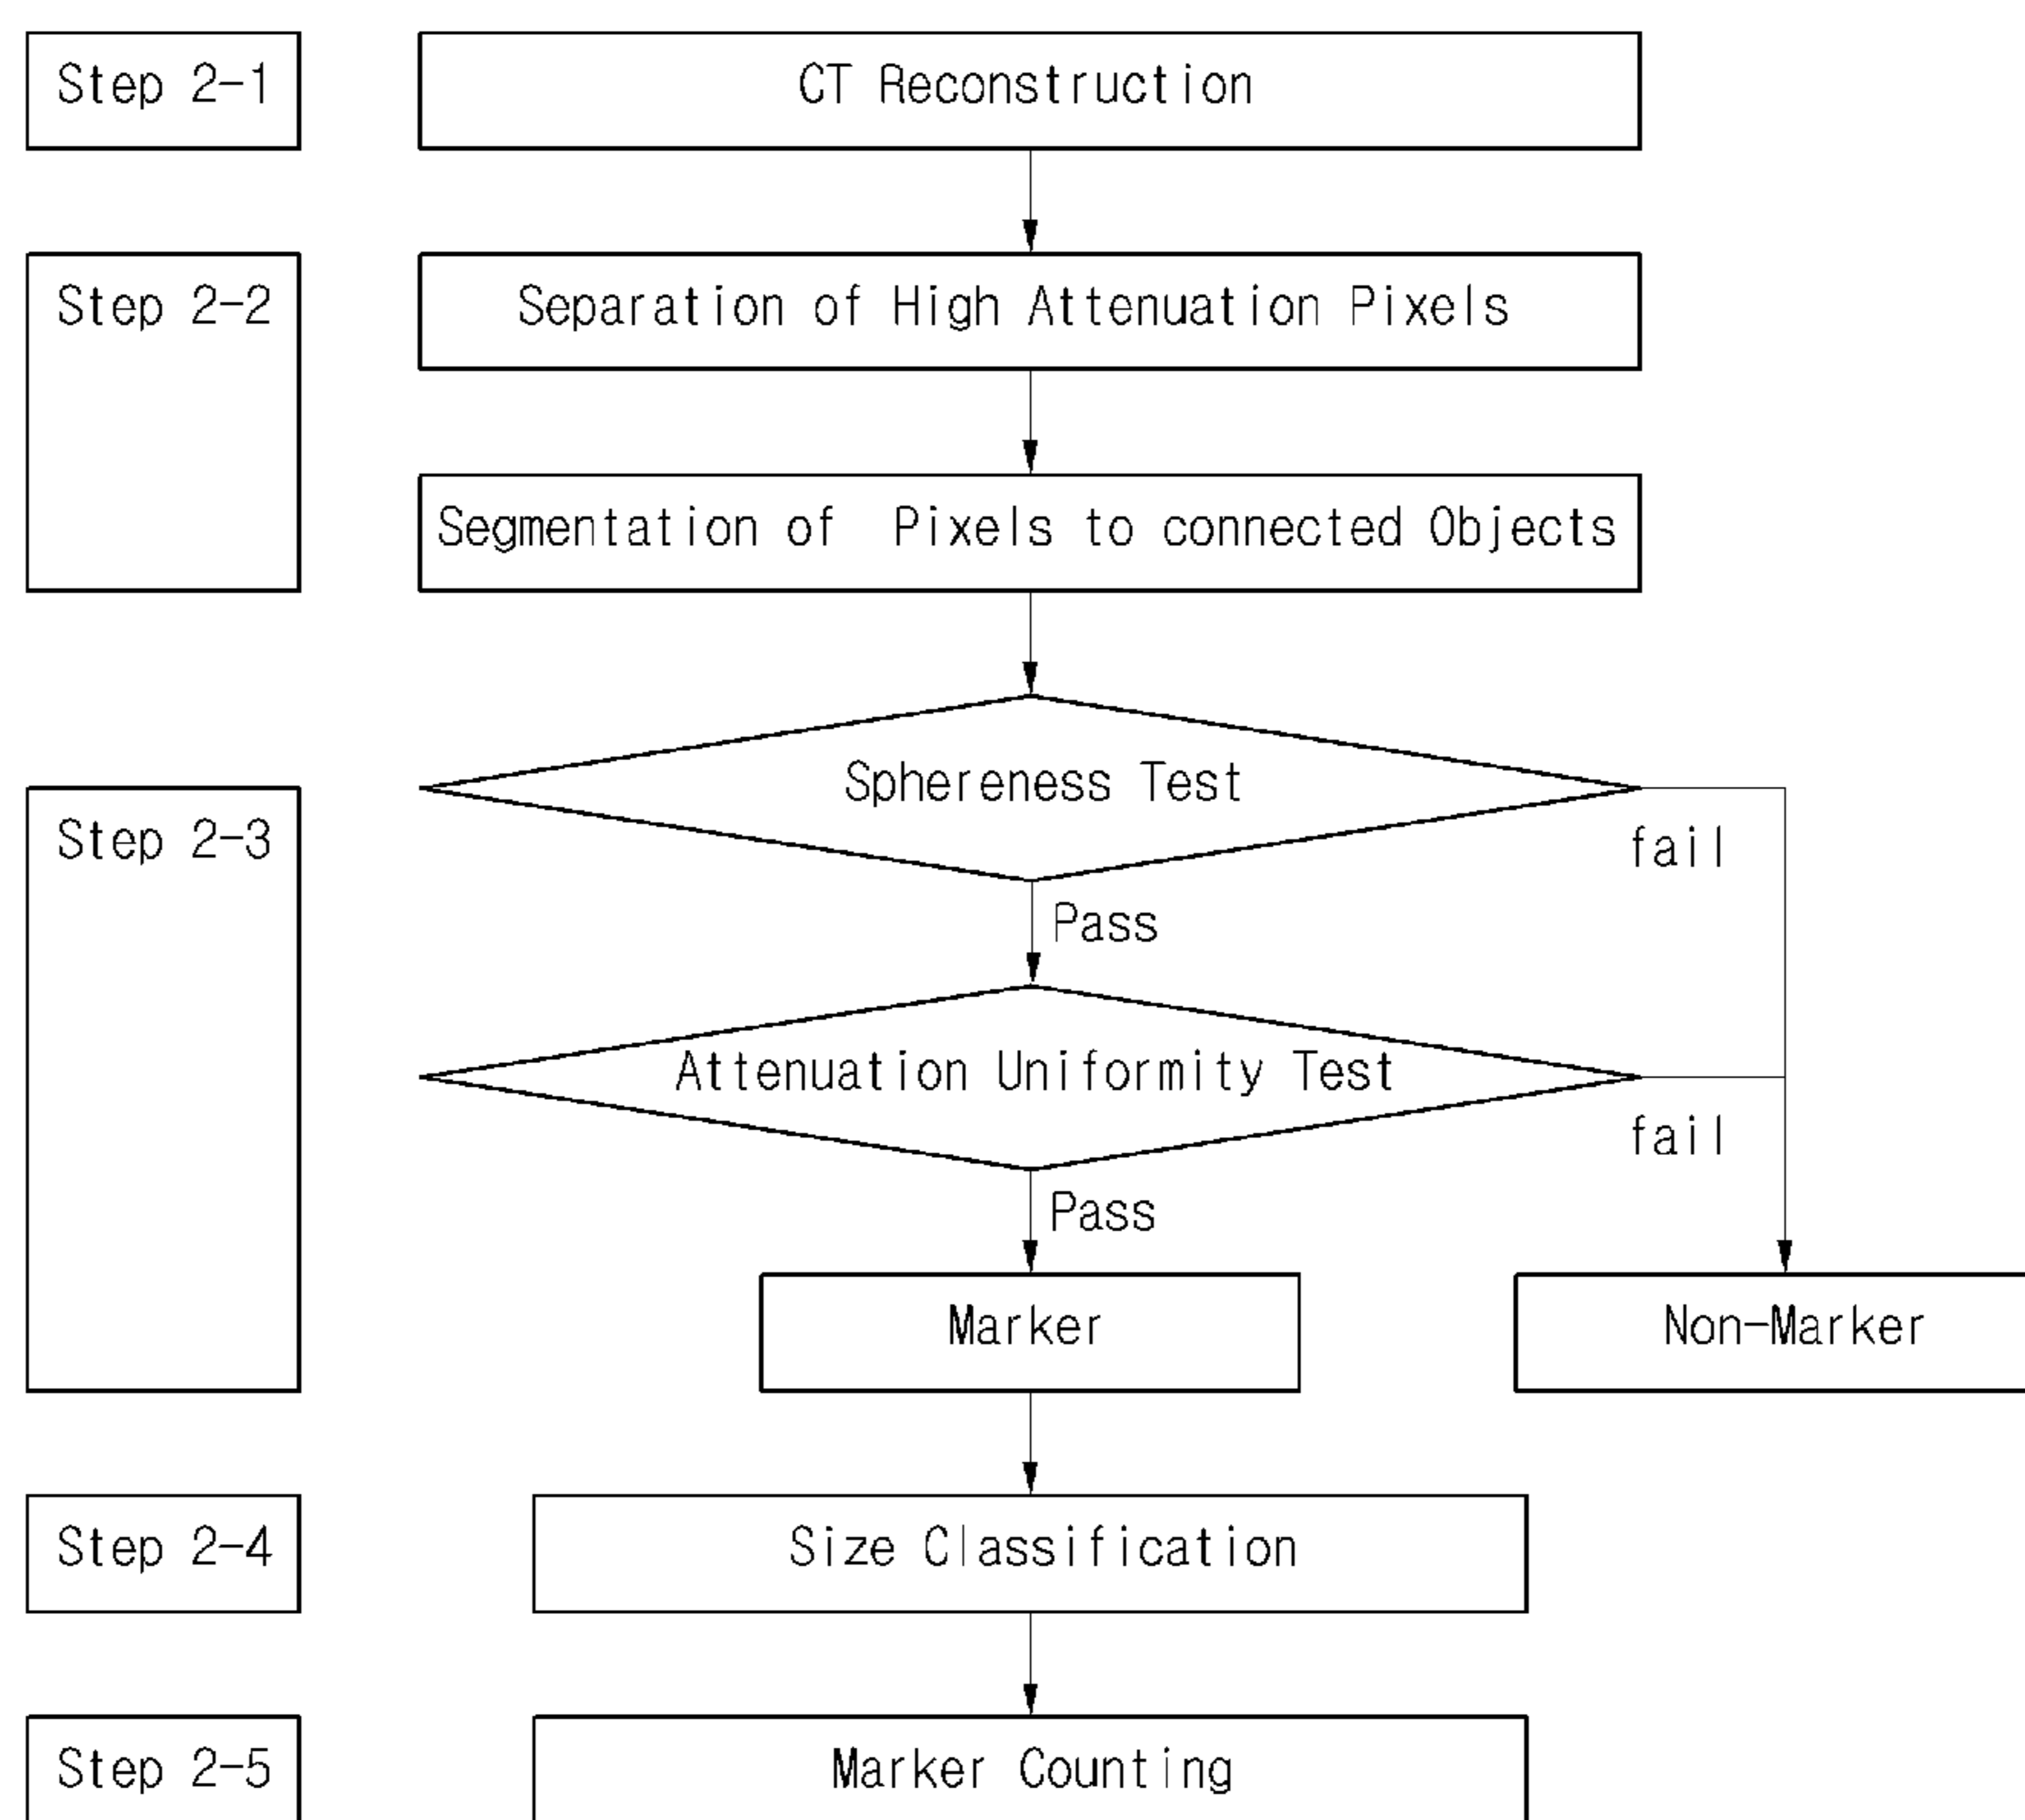 Step 2-1
CT Reconstruction
Step 2-2
Separation of High Attenuation Pixels
Segmentation of Pixels to connected Objects
Sphereness Test
Step 2-3
fail
Pass
Attenuation Uniformity Test
fail
Pass
Marker
Non-Marker
Step 2-4
Size Classification
Step 2-5
Marker Counting